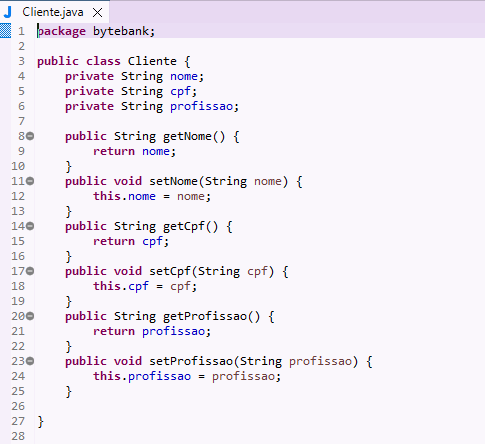 Cliente.java
1 package bytebank;
2
3 public class Cliente {
4     private String nome;
5     private String cpf;
6     private String profissao;
7
8     public String getNome() {
9         return nome;
10     }
11     public void setNome(String nome) {
12         this.nome = nome;
13     }
14     public String getCpf() {
15         return cpf;
16     }
17     public void setCpf(String cpf) {
18         this.cpf = cpf;
19     }
20     public String getProfissao() {
21         return profissao;
22     }
23     public void setProfissao(String profissao) {
24         this.profissao = profissao;
25     }
26
27 }
28